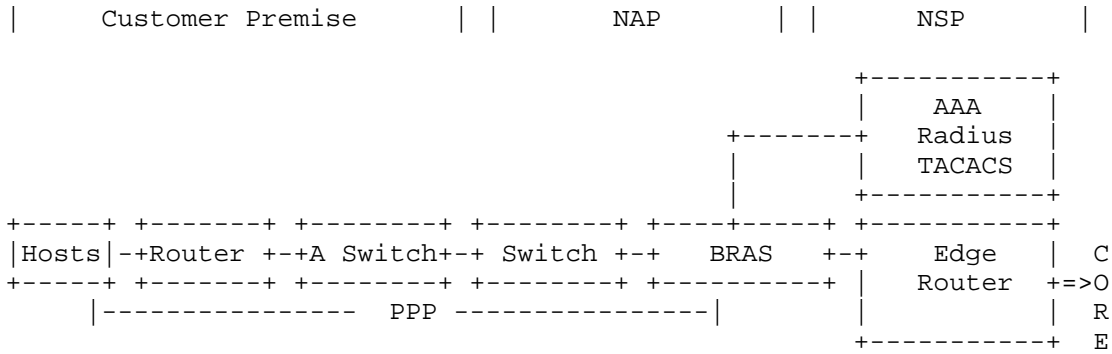 Customer Premise NAP NSP
AAA
Radius
TACACS
Hosts Router A Switch Switch BRAS Edge C
Router O
PPP R
E